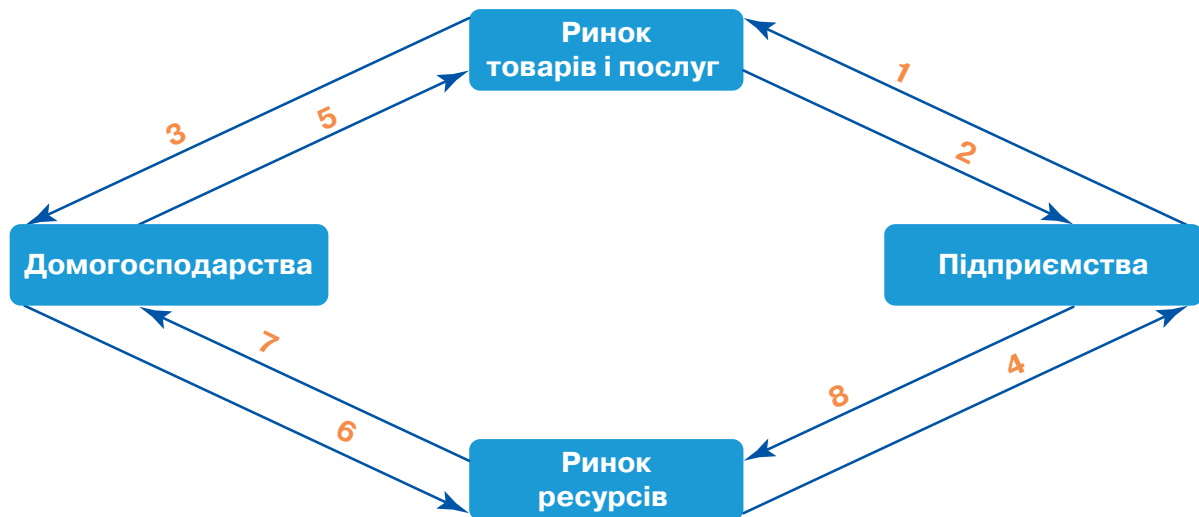 Ринок
товарів і послуг
1
3
5
2
Домогосподарства
Підприємства
7
4
8
6
Ринок
ресурсів